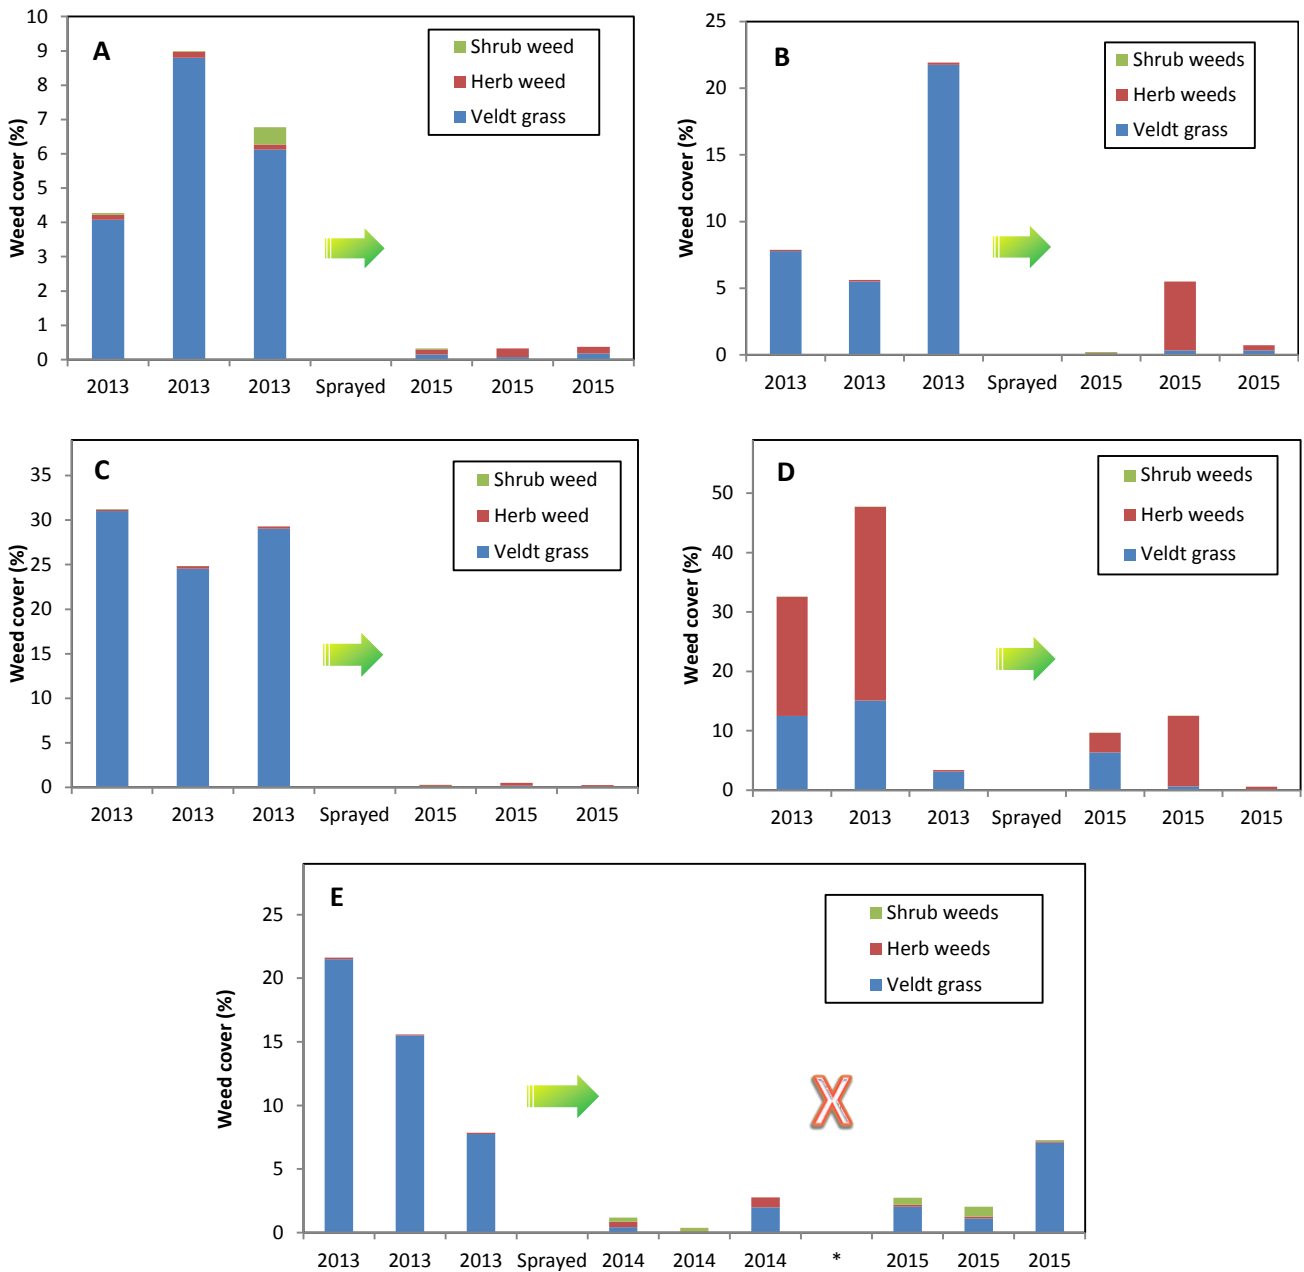 A
Weed cover (%)
10
9
8
7
6
5
4
3
2
1
0
Shrub weed
Herb weed
Veldt grass
2013 2013 2013 Sprayed 2015 2015 2015
B
Weed cover (%)
25
20
15
10
5
0
Shrub weeds
Herb weeds
Veldt grass
2013 2013 2013 Sprayed 2015 2015 2015
C
Weed cover (%)
35
30
25
20
15
10
5
0
Shrub weed
Herb weed
Veldt grass
2013 2013 2013 Sprayed 2015 2015 2015
D
Weed cover (%)
50
40
30
20
10
0
Shrub weeds
Herb weeds
Veldt grass
2013 2013 2013 Sprayed 2015 2015 2015
E
Weed cover (%)
25
20
15
10
5
0
Shrub weeds
Herb weeds
Veldt grass
X
2013 2013 2013 Sprayed 2014 2014 2014 * 2015 2015 2015